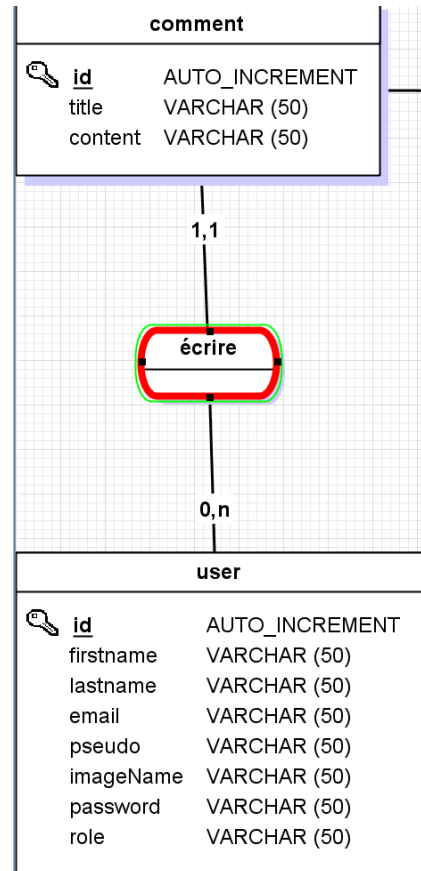 comment
id AUTO_INCREMENT
title VARCHAR (50)
content VARCHAR (50)
1,1
écrire
0,n
user
id AUTO_INCREMENT
firstname VARCHAR (50)
lastname VARCHAR (50)
email VARCHAR (50)
pseudo VARCHAR (50)
imageName VARCHAR (50)
password VARCHAR (50)
role VARCHAR (50)